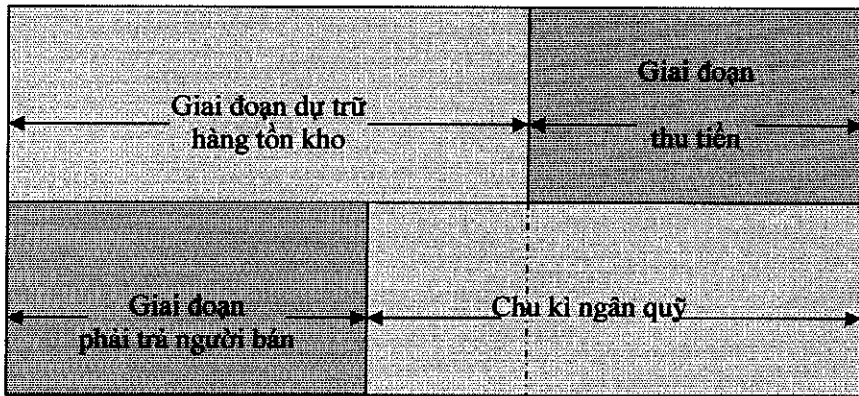 Giai đoạn
thu tiền
Giai đoạn dự trữ
hàng tồn kho
Giai đoạn
phải trả người bán
Chu kì ngân quỹ